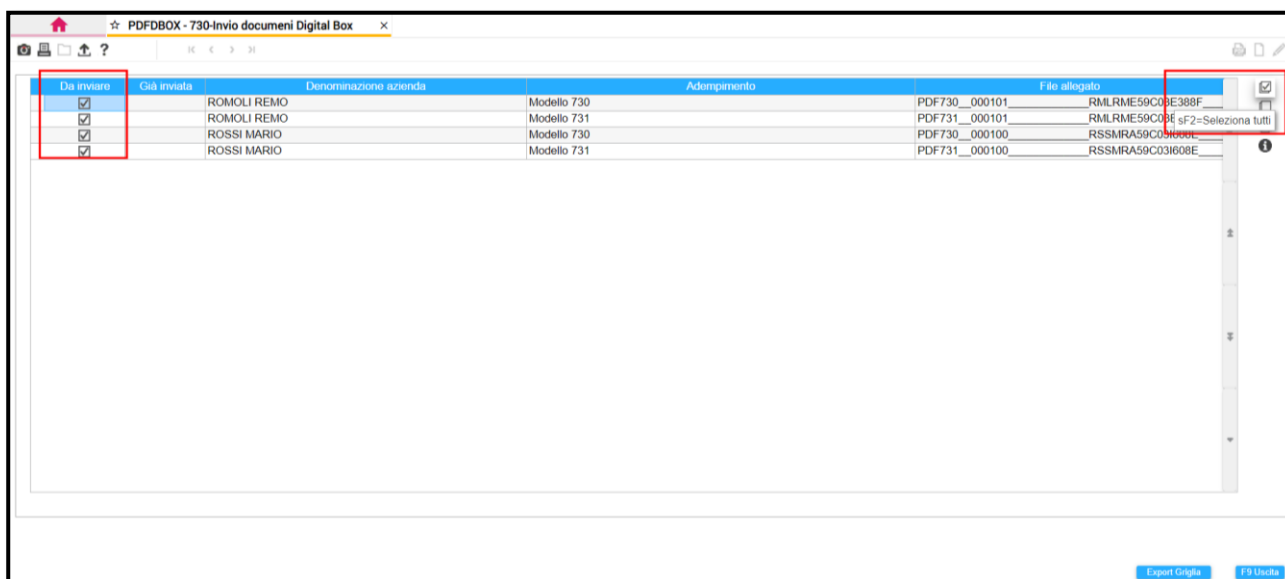 PDFDBOX - 730-Invio documeni Digital Box
Da inviare Già inviata Denominazione azienda Adempimento File allegato
ROMOLI REMO Modello 730 PDF730__000101 RMLRME59C03E388F
ROMOLI REMO Modello 731 PDF731__000101
sF2=Seleziona tutti
ROSSI MARIO Modello 730 PDF730__000100 RSSMRA59C03I608E
ROSSI MARIO Modello 731 PDF731__000100 RSSMRA59C03I608E
Export Griglia F9 Uscita